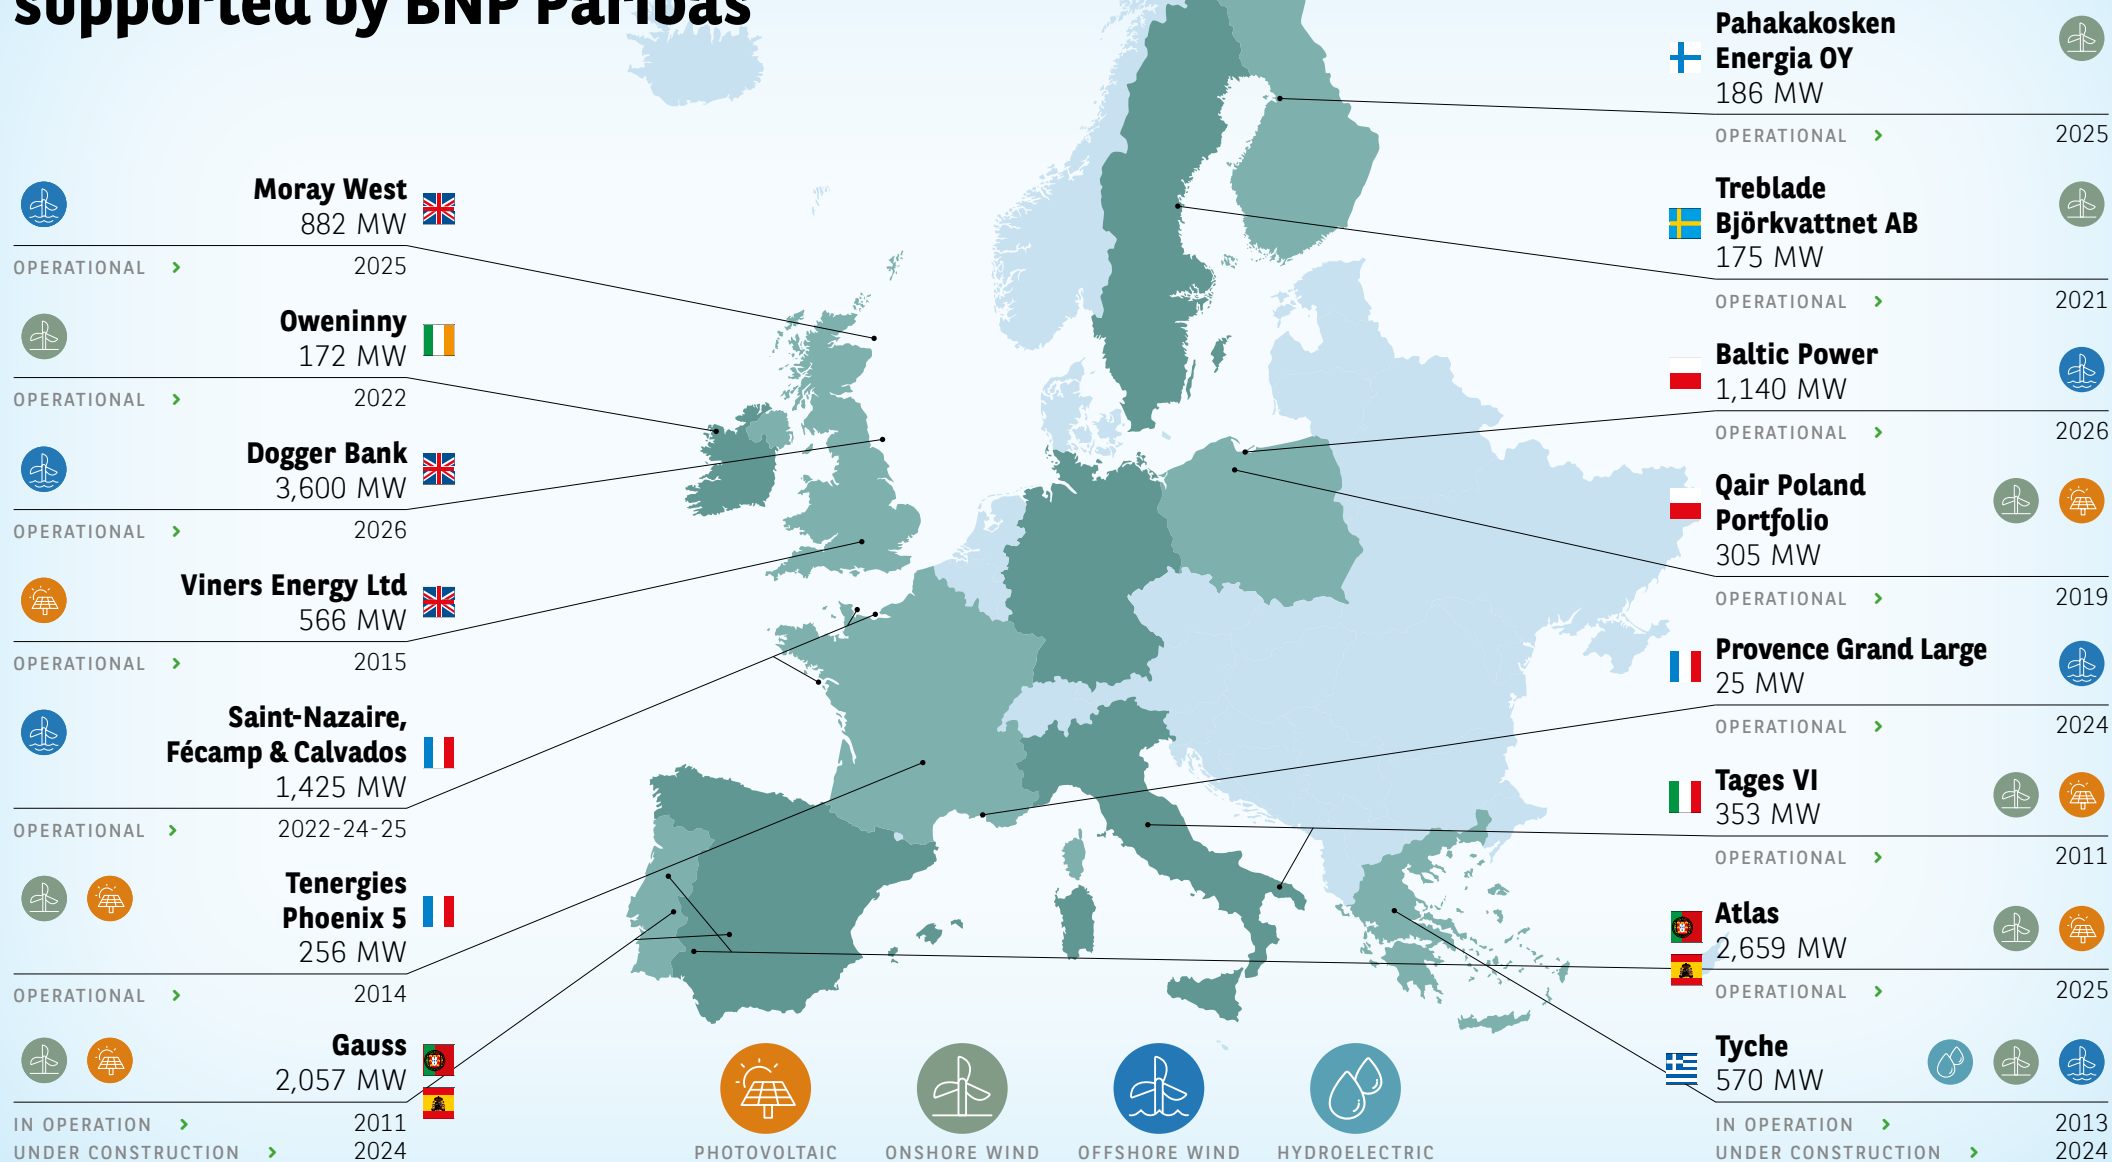 supported by BNP Paribas
Moray West
882 MW
OPERATIONAL > 2025
Oweninny
172 MW
OPERATIONAL > 2022
Dogger Bank
3,600 MW
OPERATIONAL > 2026
Viners Energy Ltd
566 MW
OPERATIONAL > 2015
Saint-Nazaire,
Fécamp & Calvados
1,425 MW
OPERATIONAL > 2022-24-25
Tenergies
Phoenix 5
256 MW
OPERATIONAL > 2014
Gauss
2,057 MW
IN OPERATION > 2011
UNDER CONSTRUCTION > 2024
Pahakakosken
Energia OY
186 MW
OPERATIONAL > 2025
Treblade
Björkvattnet AB
175 MW
OPERATIONAL > 2021
Baltic Power
1,140 MW
OPERATIONAL > 2026
Qair Poland
Portfolio
305 MW
OPERATIONAL > 2019
Provence Grand Large
25 MW
OPERATIONAL > 2024
Tages VI
353 MW
OPERATIONAL > 2011
Atlas
2,659 MW
OPERATIONAL > 2025
Tyche
570 MW
IN OPERATION > 2013
UNDER CONSTRUCTION > 2024
PHOTOVOLTAIC
ONSHORE WIND
OFFSHORE WIND
HYDROELECTRIC